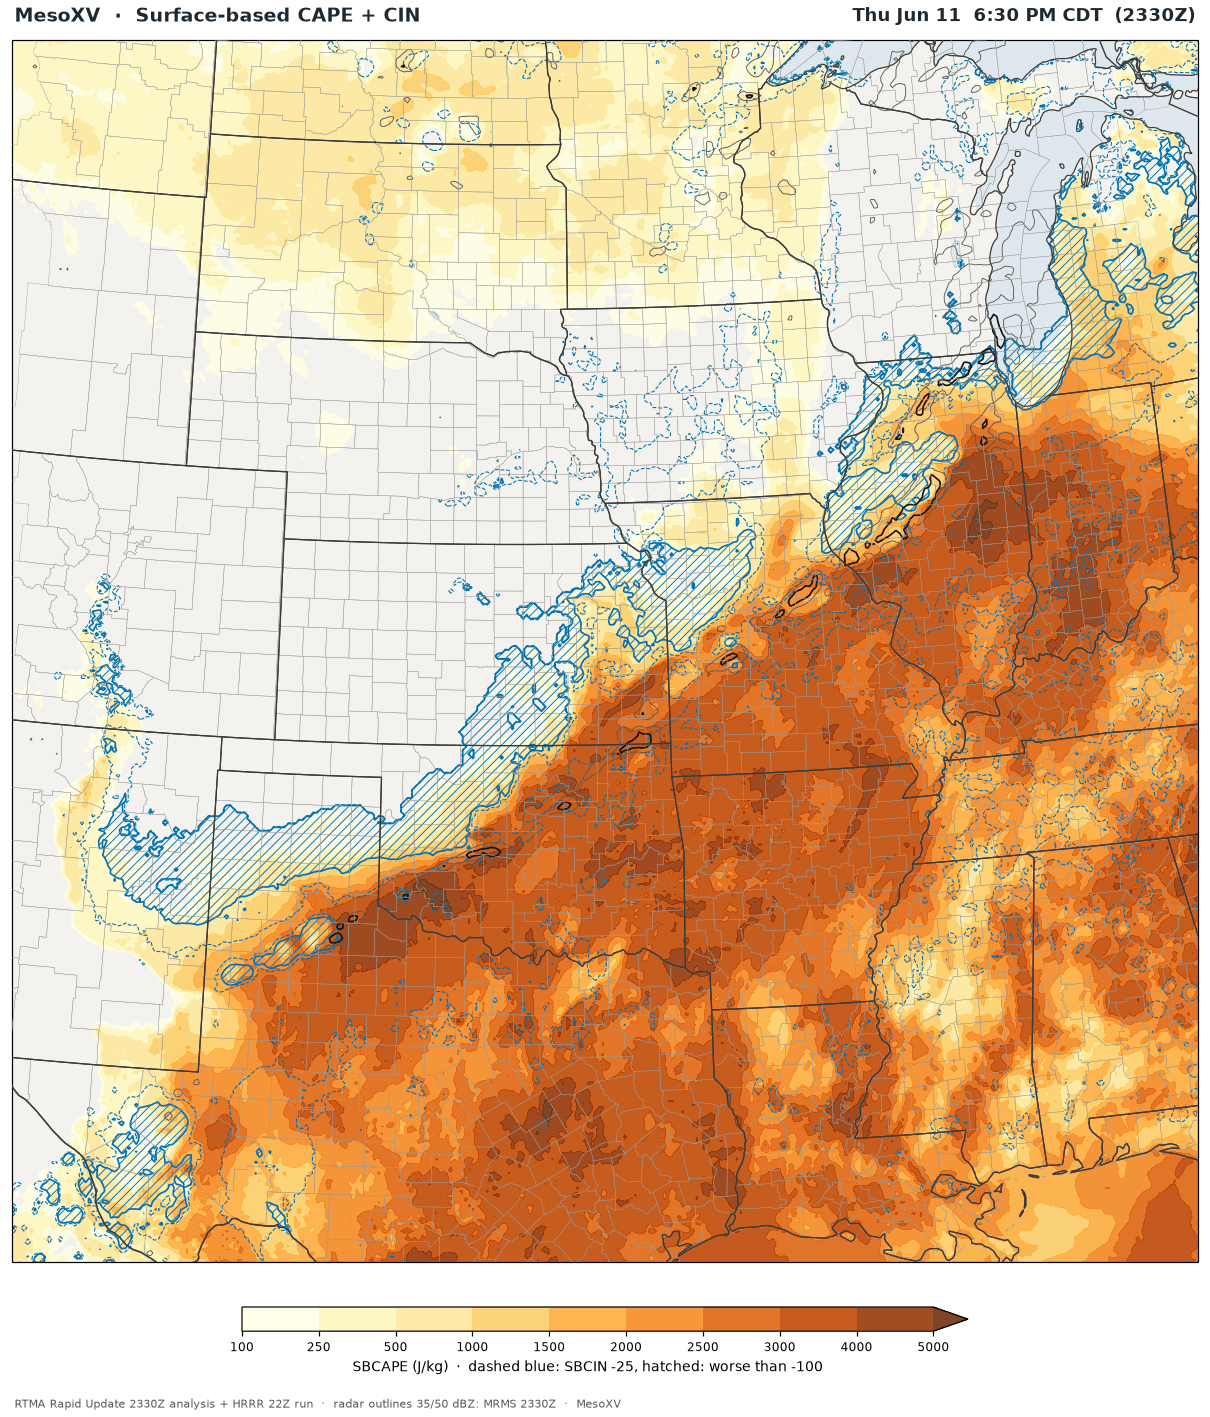 MesoXV · Surface-based CAPE + CIN
Thu Jun 11 6:30 PM CDT (2330Z)
100 250 500 1000 1500 2000 2500 3000 4000 5000
SBCAPE (J/kg) · dashed blue: SBCIN -25, hatched: worse than -100
RTMA Rapid Update 2330Z analysis + HRRR 22Z run · radar outlines 35/50 dBZ: MRMS 2330Z · MesoXV